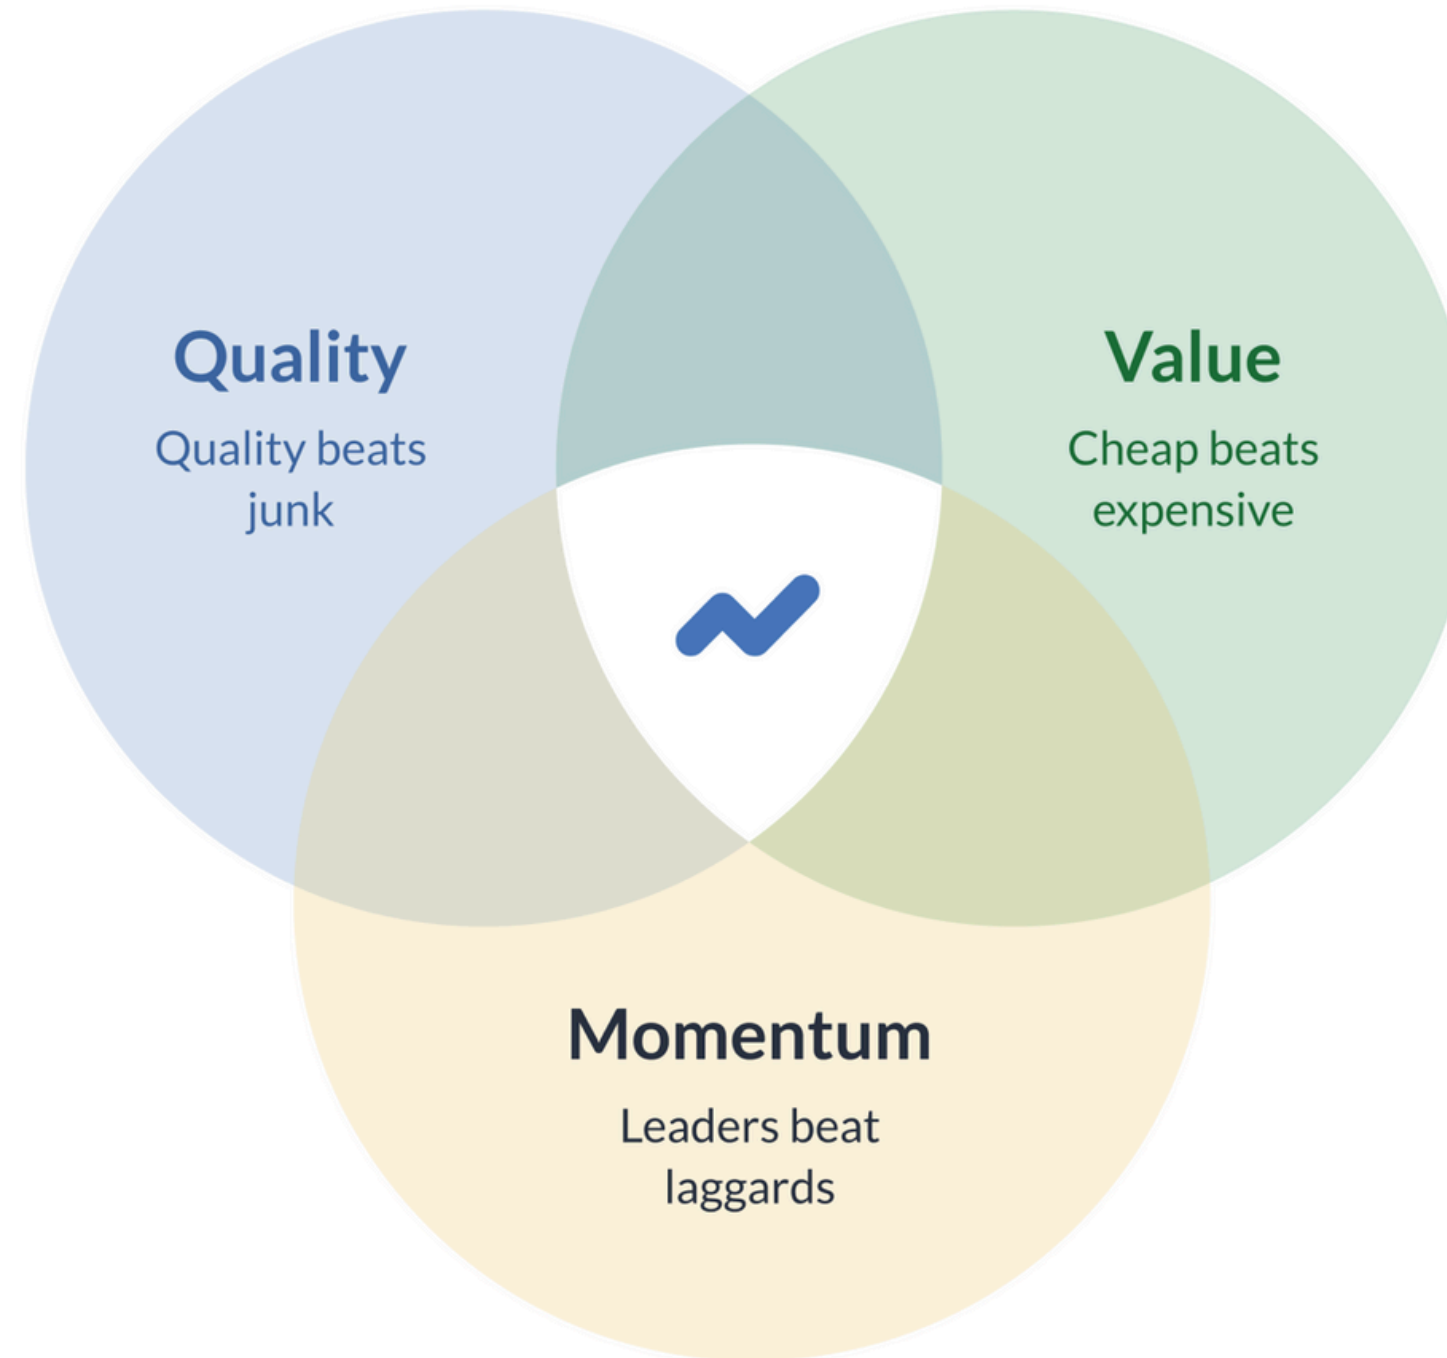 Quality
Quality beats
junk
Value
Cheap beats
expensive
Momentum
Leaders beat
laggards